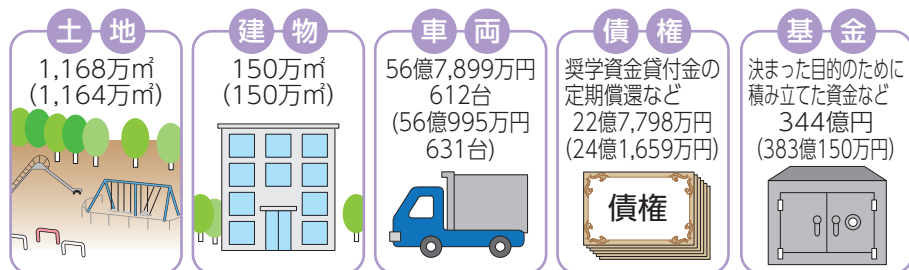 土地
1,168万㎡
(1,164万㎡)
建物
150万㎡
(150万㎡)
車両
56億7,899万円
612台
(56億995万円
631台)
債権
奨学資金貸付金の
定期償還など
22億7,798万円
(24億1,659万円)
債権
基金
決まった目的のために
積み立てた資金など
344億円
(383億150万円)